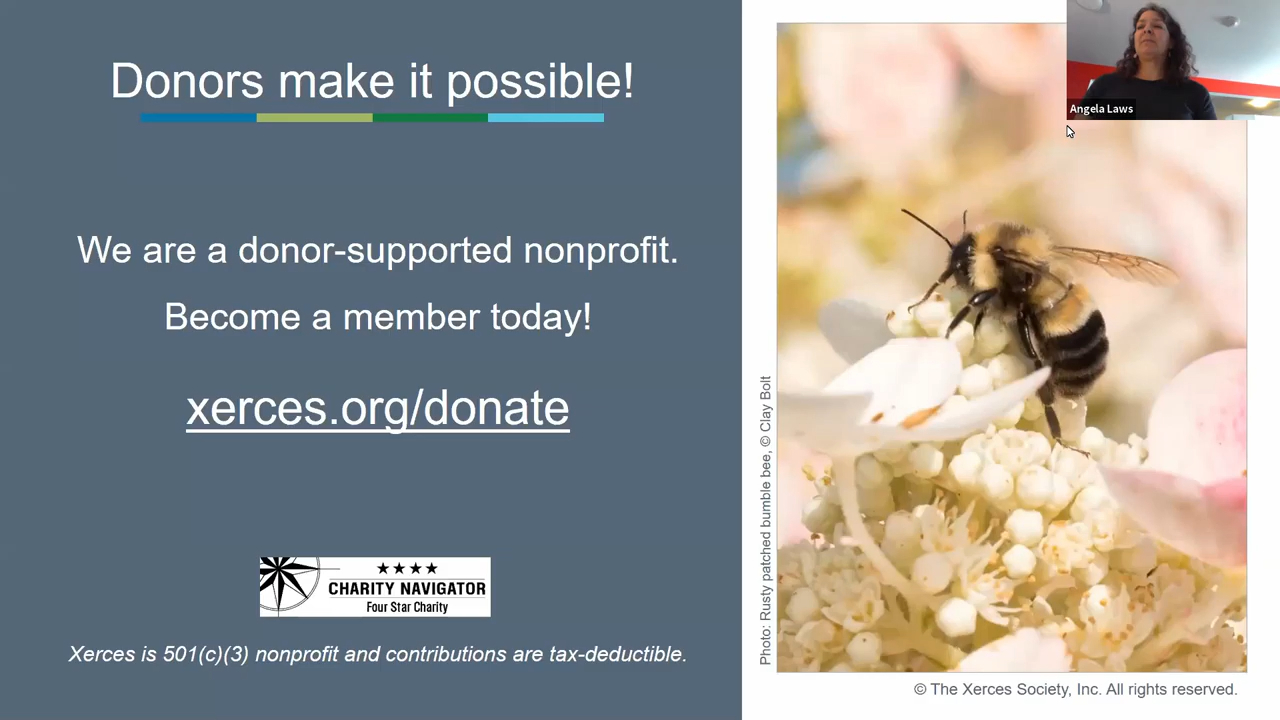 Donors make it possible!
We are a donor-supported nonprofit.
Become a member today!
xerces.org/donate
★★★★
CHARITY NAVIGATOR
Four Star Charity
Xerces is 501(c)(3) nonprofit and contributions are tax-deductible.
Angela Laws
Photo: Rusty patched bumble bee, © Clay Bolt
© The Xerces Society, Inc. All rights reserved.